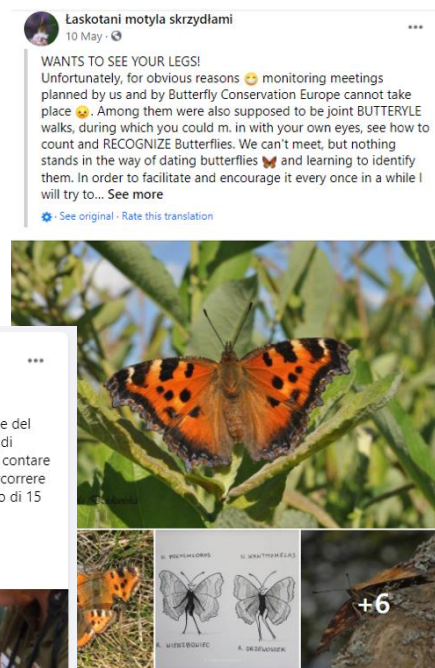 Łaskotani motyla skrzydłami
10 May
WANTS TO SEE YOUR LEGS!
Unfortunately, for obvious reasons 😁 monitoring meetings
planned by us and by Butterfly Conservation Europe cannot take
place 😟. Among them were also supposed to be joint BUTTERYLE
walks, during which you could m. in with your own eyes, see how to
count and RECOGNIZE Butterflies. We can't meet, but nothing
stands in the way of dating butterflies 🦋 and learning to identify
them. In order to facilitate and encourage it every once in a while I
will try to... See more
· See original · Rate this translation
e del
di
contare
correre
o di 15
+6